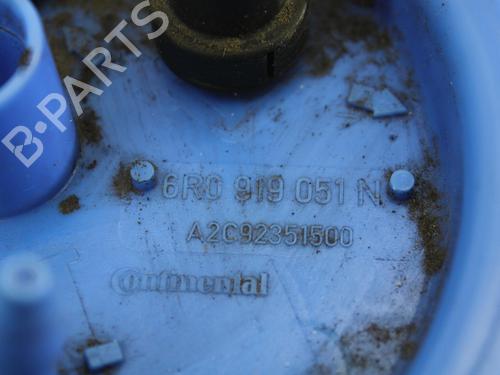 B-PARTS
6R0 919 051 N
A2C92351500
Continental